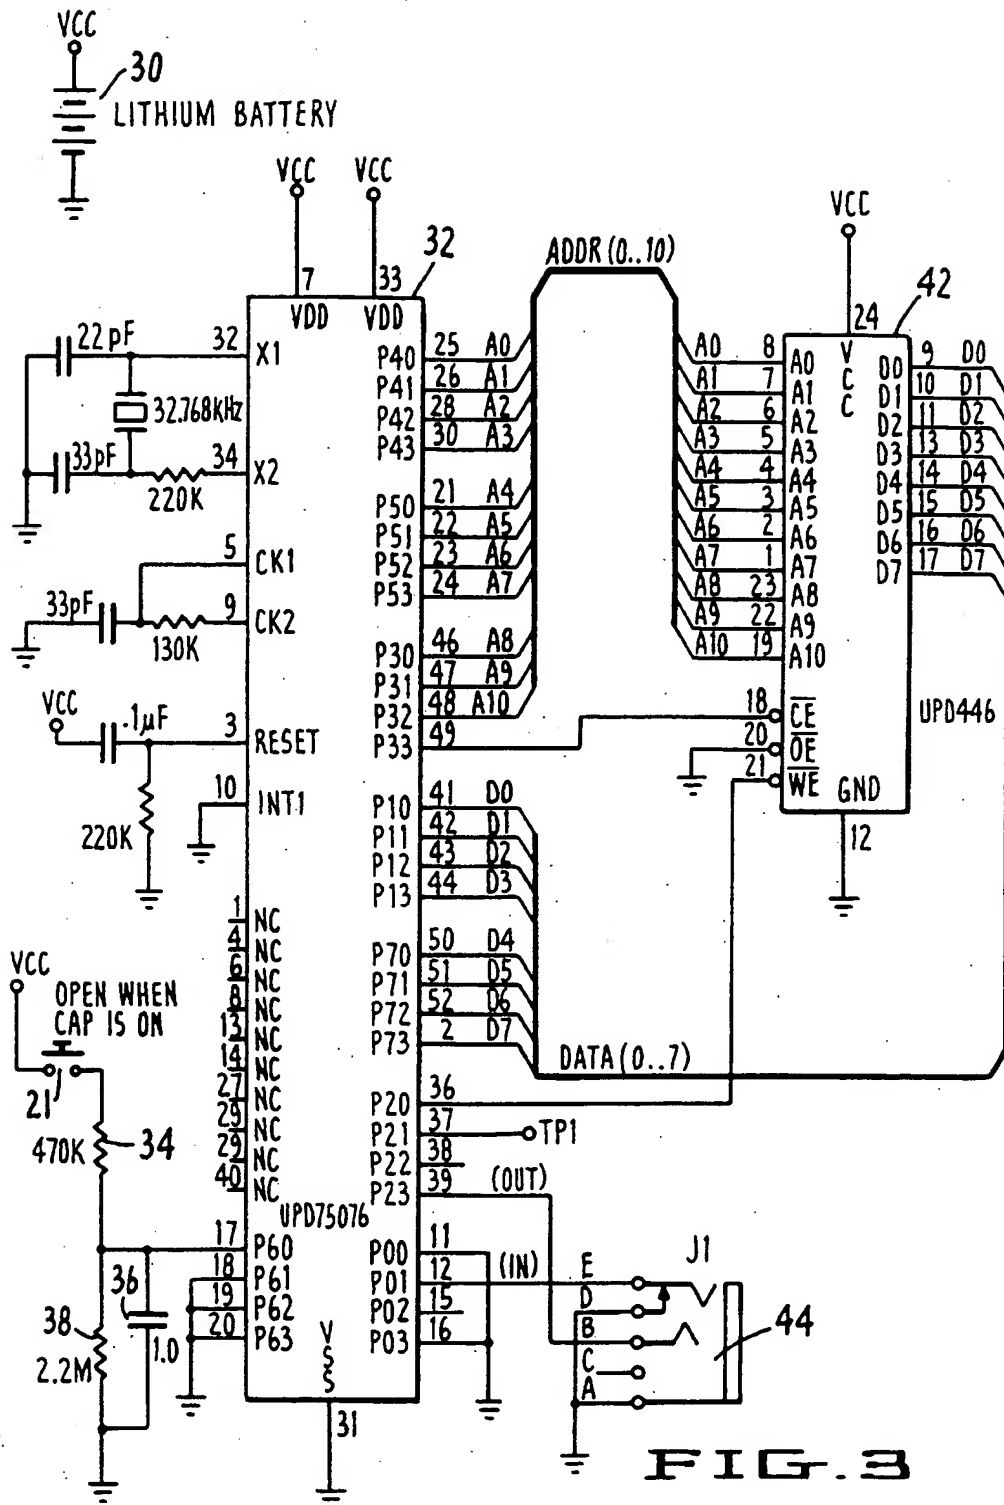 VCC
30
LITHIUM BATTERY
VCC VCC
7 33
32
VDD VDD
ADDR (0..10)
VCC
24
42
22pF
32 X1
32.768kHz
33pF
34 X2
220K
5 CK1
33pF
9 CK2
130K
VCC
.1µF
3 RESET
10 INT1
220K
1 NC
4 NC
6 NC
8 NC
13 NC
14 NC
27 NC
29 NC
40 NC
VCC
OPEN WHEN
CAP IS ON
21
470K
34
UPD75076
17 P60
18 P61
19 P62
20 P63
36
1.0
38
2.2M
VSS
31
P40 25 A0
P41 26 A1
P42 28 A2
P43 30 A3
P50 21 A4
P51 22 A5
P52 23 A6
P53 24 A7
P30 46 A8
P31 47 A9
P32 48 A10
P33 49
P10 41 D0
P11 42 D1
P12 43 D2
P13 44 D3
P70 50 D4
P71 51 D5
P72 52 D6
P73 2 D7
DATA (0..7)
P20 36
P21 37 TP1
P22 38
P23 39 (OUT)
P00 11
P01 12 (IN)
P02 15
P03 16
A0 8 A0
A1 7 A1
A2 6 A2
A3 5 A3
A4 4 A4
A5 3 A5
A6 2 A6
A7 1 A7
A8 23 A8
A9 22 A9
A10 19 A10
18 CE
20 OE
21 WE
VCC
D0 9 D0
D1 10 D1
D2 11 D2
D3 13 D3
D4 14 D4
D5 15 D5
D6 16 D6
D7 17 D7
UPD446
GND
12
J1
E
D
B
C
A
44
FIG. 3